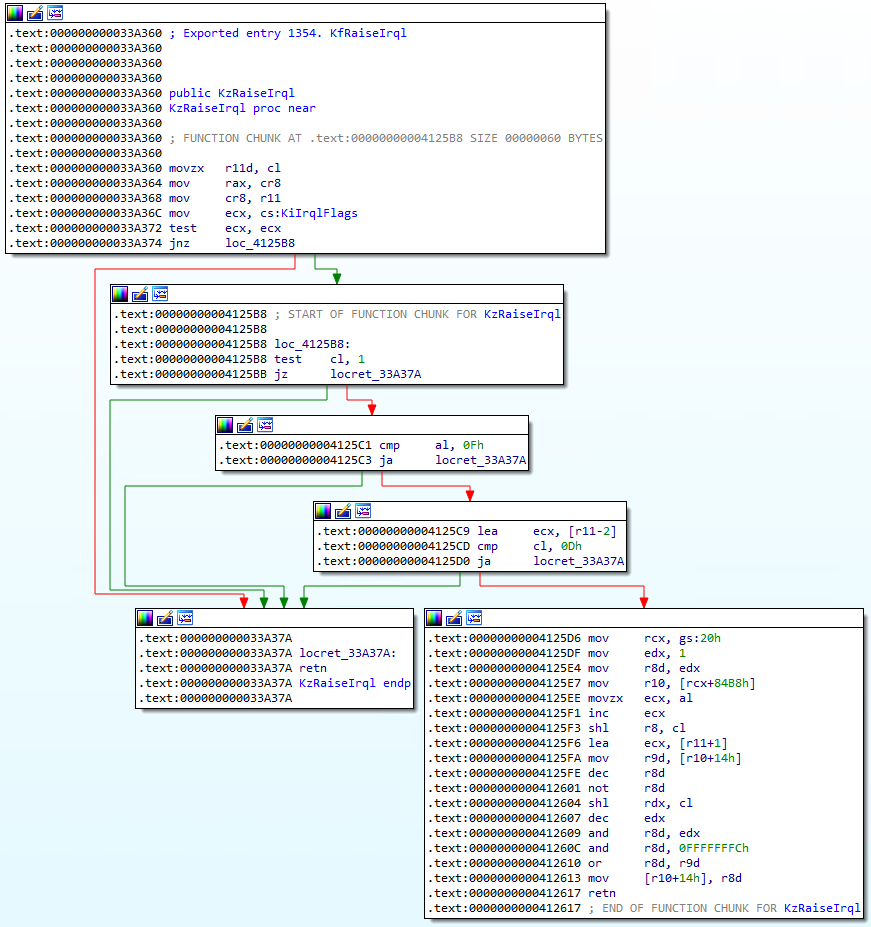 .text:000000000033A360 ; Exported entry 1354. KfRaiseIrql
.text:000000000033A360
.text:000000000033A360
.text:000000000033A360
.text:000000000033A360 public KzRaiseIrql
.text:000000000033A360 KzRaiseIrql proc near
.text:000000000033A360
.text:000000000033A360 ; FUNCTION CHUNK AT .text:00000000004125B8 SIZE 00000060 BYTES
.text:000000000033A360
.text:000000000033A360 movzx r11d, cl
.text:000000000033A364 mov rax, cr8
.text:000000000033A368 mov cr8, r11
.text:000000000033A36C mov ecx, cs:KiIrqlFlags
.text:000000000033A372 test ecx, ecx
.text:000000000033A374 jnz loc_4125B8
.text:00000000004125B8 ; START OF FUNCTION CHUNK FOR KzRaiseIrql
.text:00000000004125B8
.text:00000000004125B8 loc_4125B8:
.text:00000000004125B8 test cl, 1
.text:00000000004125BB jz locret_33A37A
.text:00000000004125C1 cmp al, 0Fh
.text:00000000004125C3 ja locret_33A37A
.text:00000000004125C9 lea ecx, [r11-2]
.text:00000000004125CD cmp cl, 0Dh
.text:00000000004125D0 ja locret_33A37A
.text:000000000033A37A
.text:000000000033A37A locret_33A37A:
.text:000000000033A37A retn
.text:000000000033A37A KzRaiseIrql endp
.text:000000000033A37A
.text:00000000004125D6 mov rcx, gs:20h
.text:00000000004125DF mov edx, 1
.text:00000000004125E4 mov r8d, edx
.text:00000000004125E7 mov r10, [rcx+84B8h]
.text:00000000004125EE movzx ecx, al
.text:00000000004125F1 inc ecx
.text:00000000004125F3 shl r8, cl
.text:00000000004125F6 lea ecx, [r11+1]
.text:00000000004125FA mov r9d, [r10+14h]
.text:00000000004125FE dec r8d
.text:0000000000412601 not r8d
.text:0000000000412604 shl rdx, cl
.text:0000000000412607 dec edx
.text:0000000000412609 and r8d, edx
.text:000000000041260C and r8d, 0FFFFFFFCh
.text:0000000000412610 or r8d, r9d
.text:0000000000412613 mov [r10+14h], r8d
.text:0000000000412617 retn
.text:0000000000412617 ; END OF FUNCTION CHUNK FOR KzRaiseIrql